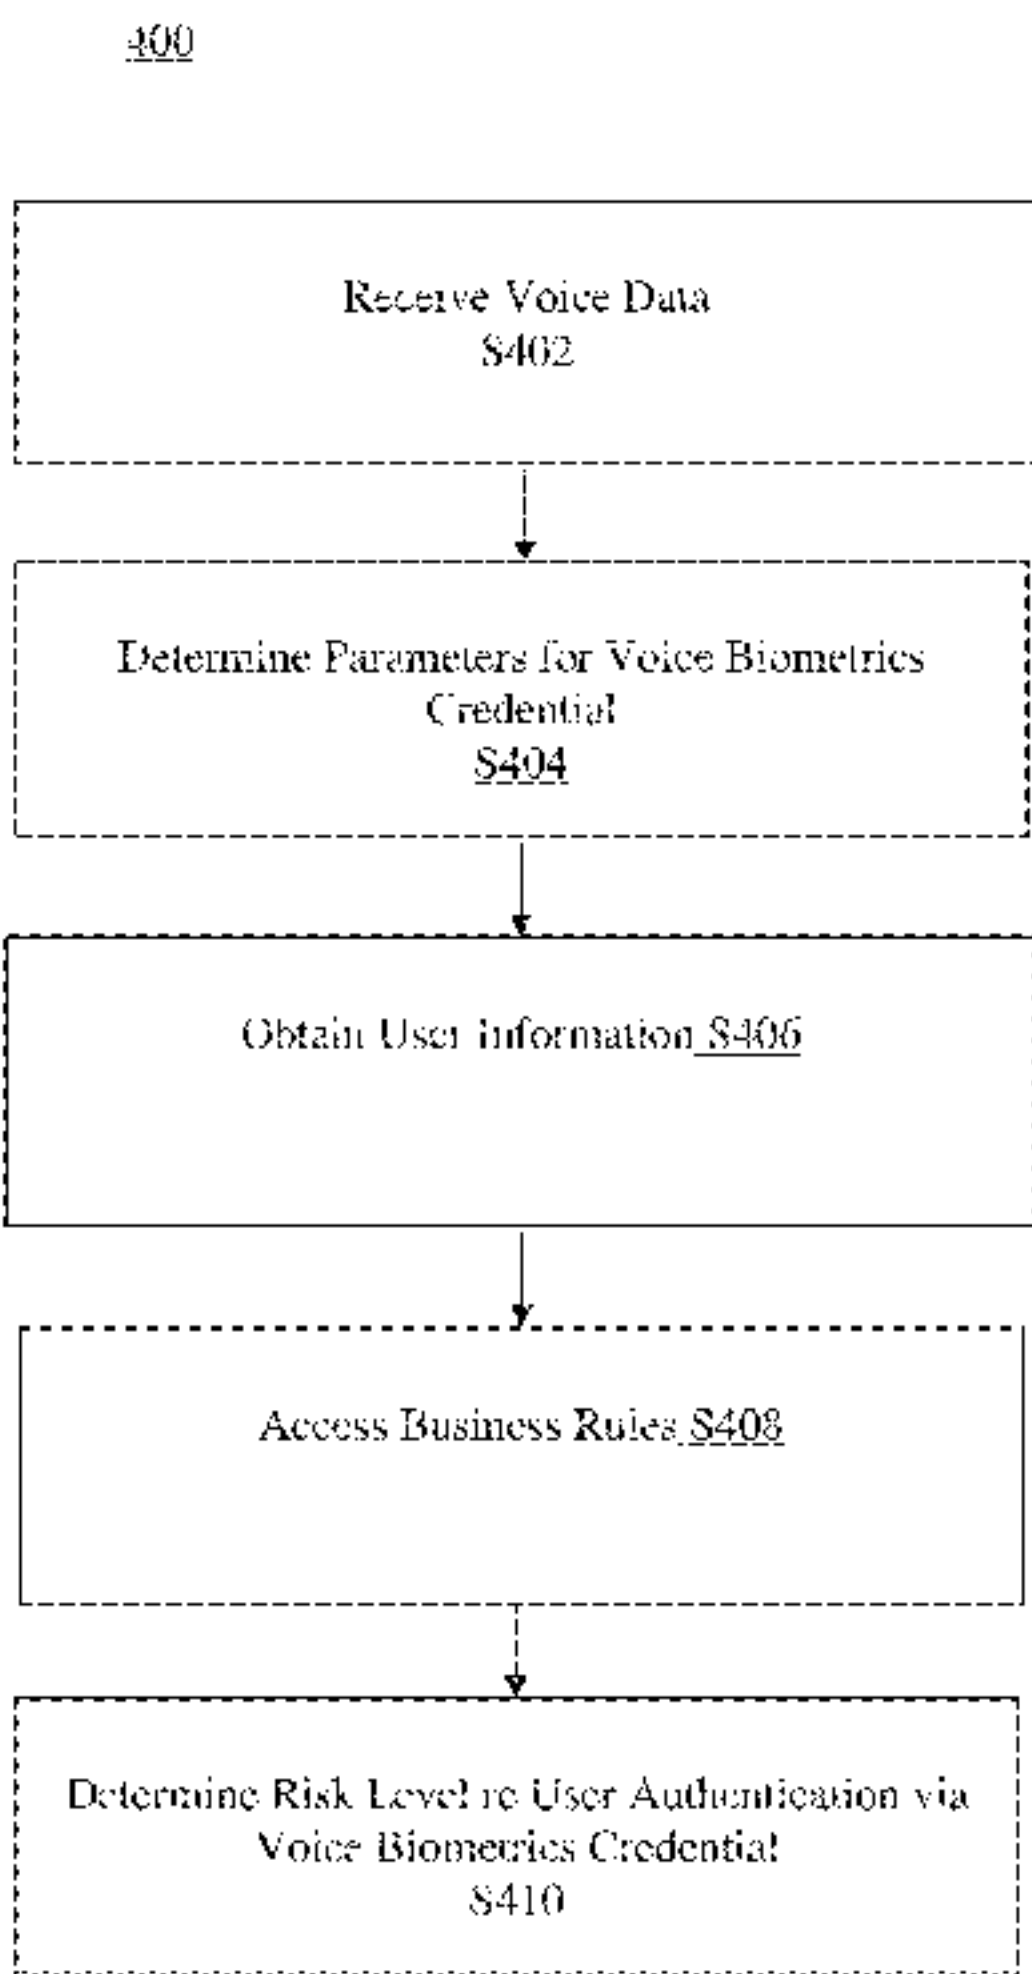 400
Receive Voice Data
S402
Determine Parameters for Voice Biometrics
Credential
S404
Obtain User information S406
Access Business Rules S408
Determine Risk Level re User Authentication via
Voice Biometrics Credential
S410